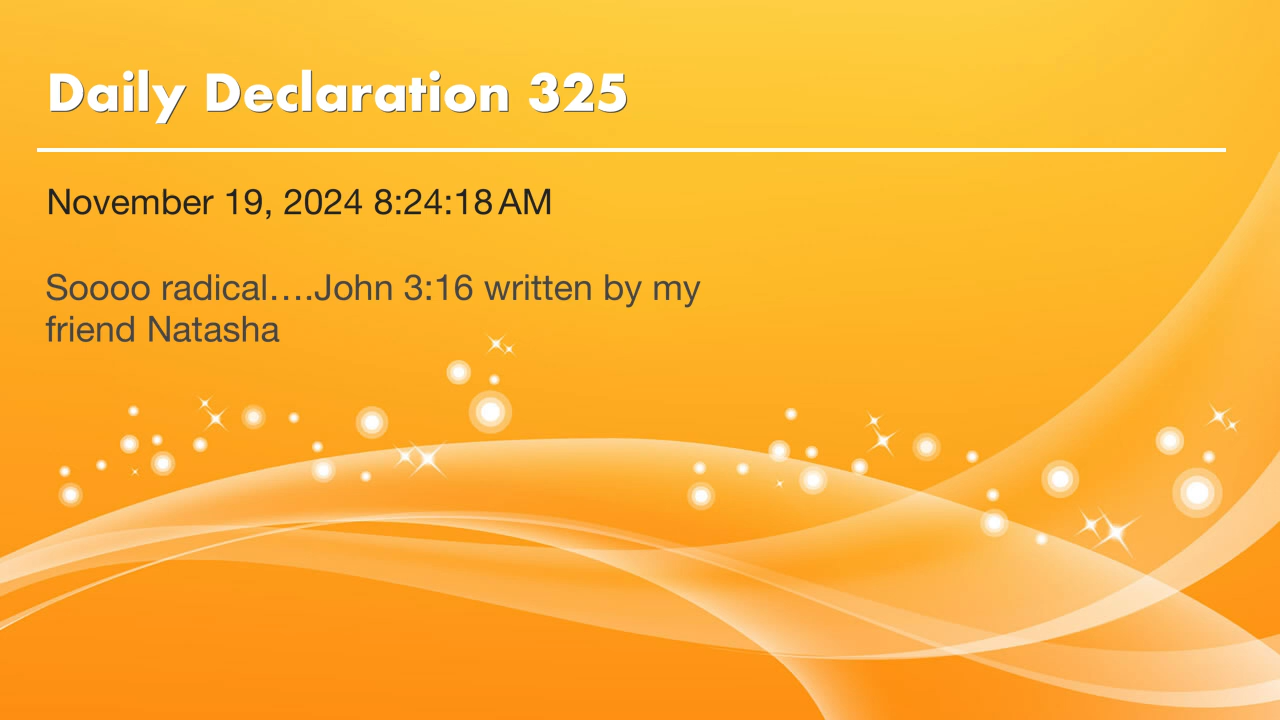 Daily Declaration 325
November 19, 2024 8:24:18 AM
Soooo radical….John 3:16 written by my
friend Natasha